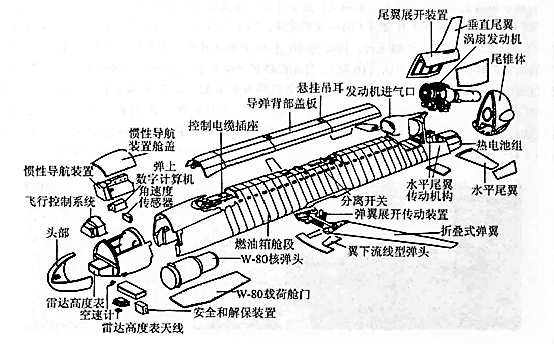 尾翼展开装置
垂直尾翼
涡扇发动机
尾锥体
悬挂吊耳
发动机进气口
导弹背部盖板
控制电缆插座
惯性导航
装置舱盖
热电池组
惯性导航装置
弹上
数字计算机
水平尾翼
传动机构
水平尾翼
角速度
传感器
飞行控制系统
分离开关
弹翼展开传动装置
折叠式弹翼
头部
燃油箱舱段
翼下流线型弹头
W-80核弹头
W-80载荷舱门
雷达高度表
空速计
安全和解保装置
雷达高度表天线